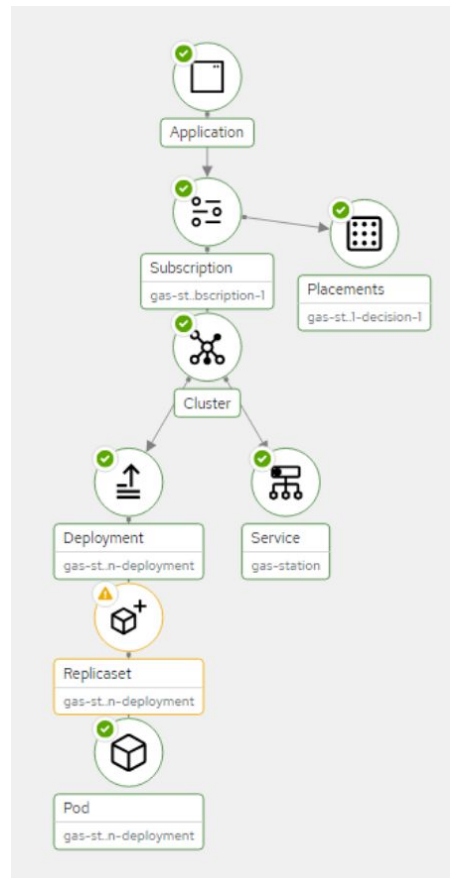 Application
Subscription
gas-st..bscription-1
Placements
gas-st..1-decision-1
Cluster
Deployment
gas-st..n-deployment
Service
gas-station
Replicaset
gas-st..n-deployment
Pod
gas-st..n-deployment